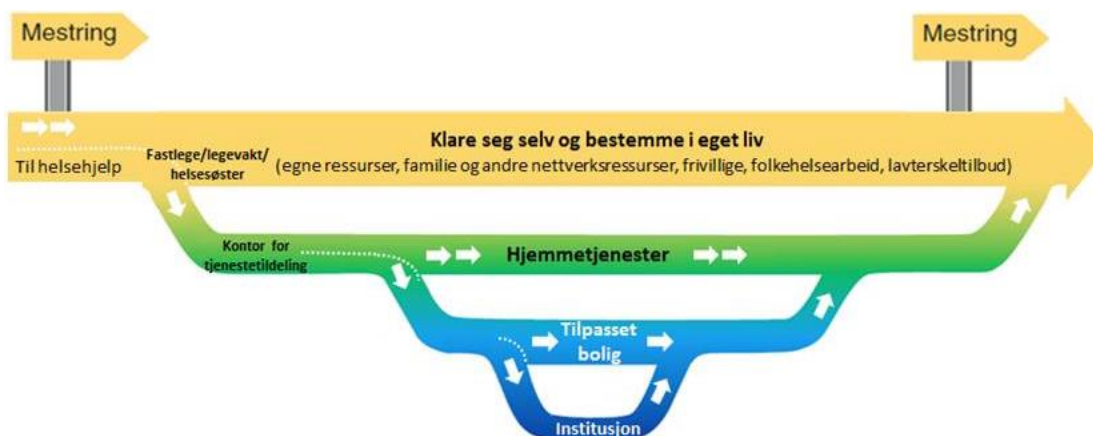 Mestring
Mestring
Klare seg selv og bestemme i eget liv
Til helsehjelp
Fastlege/legevakt/
helsesøster
(egne ressurser, familie og andre nettverksressurser, frivillige, folkehelsearbeid, lavterskeltilbud)
Kontor for
tjenestetildeling
Hjemmetjenester
Tilpasset
bolig
Institusjon